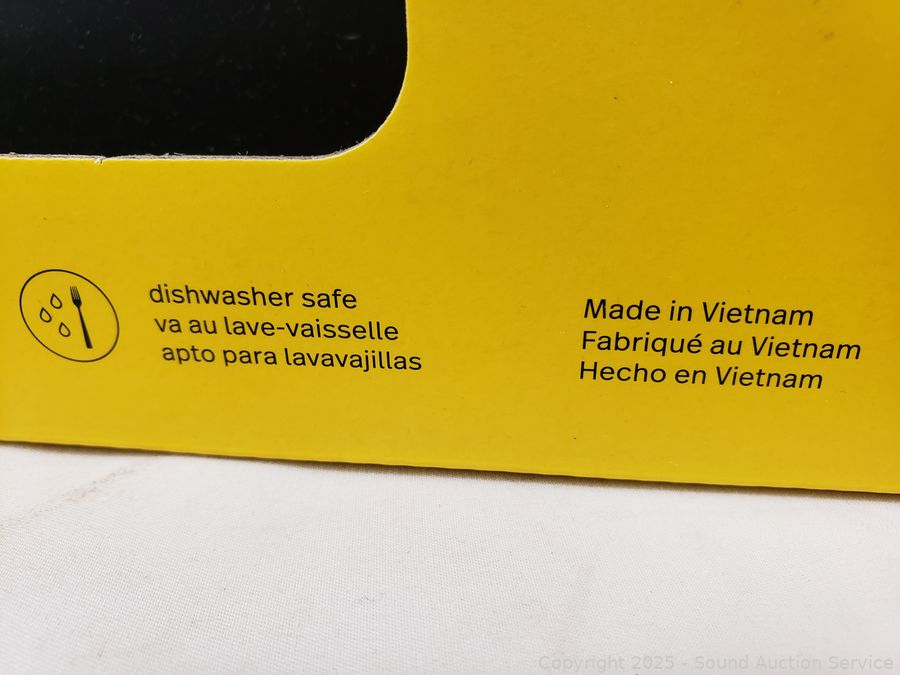 dishwasher safe
va au lave-vaisselle
apto para lavavajillas
Made in Vietnam
Fabriqué au Vietnam
Hecho en Vietnam
Copyright 2025 - Sound Auction Service